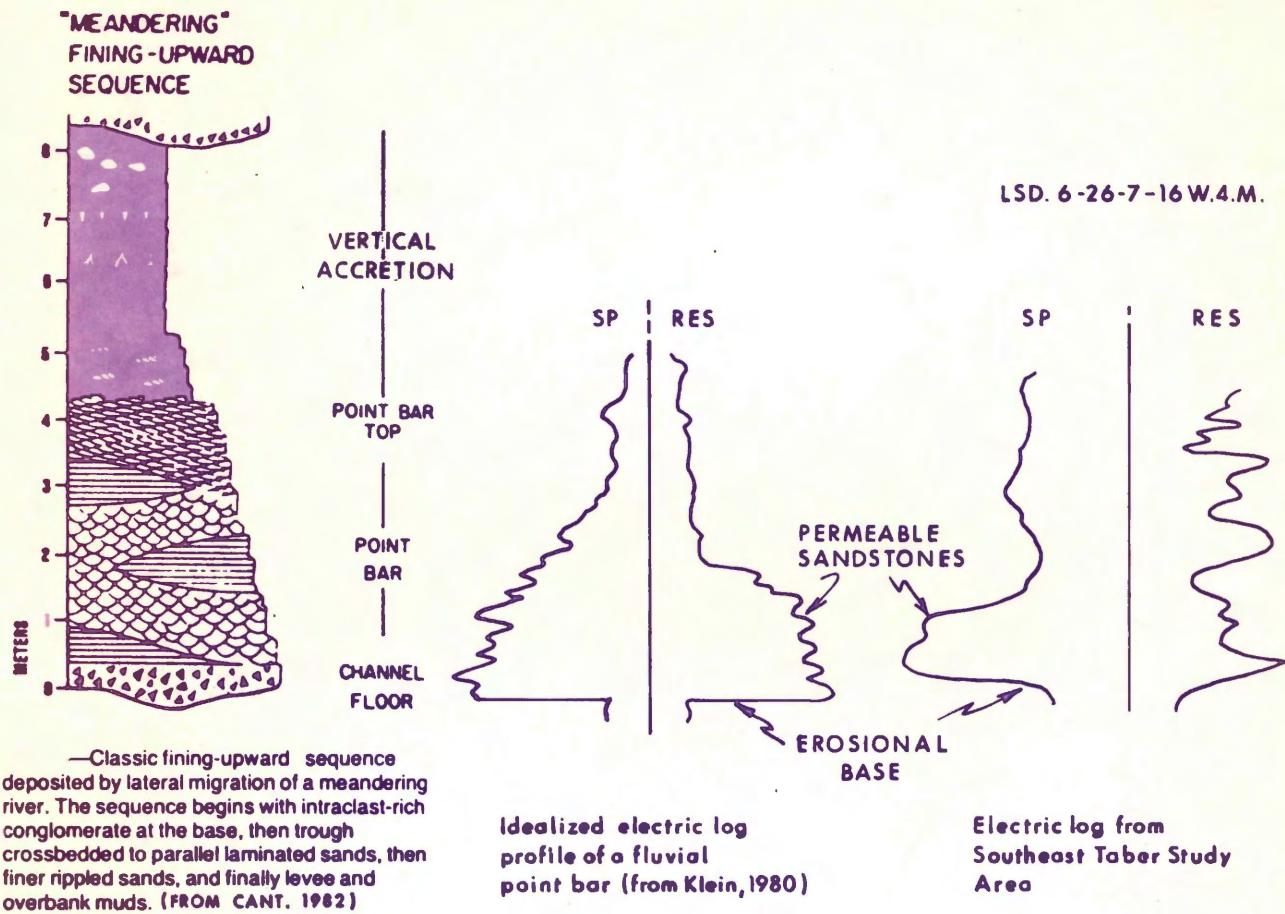 "MEANDERING"
FINING-UPWARD
SEQUENCE
8
7
6
5
4
3
2
1
0
METERS
VERTICAL
ACCRETION
POINT BAR
TOP
POINT
BAR
CHANNEL
FLOOR
—Classic fining-upward sequence
deposited by lateral migration of a meandering
river. The sequence begins with intraclast-rich
conglomerate at the base, then trough
crossbedded to parallel laminated sands, then
finer rippled sands, and finally levee and
overbank muds. (FROM CANT. 1982)
SP RES
PERMEABLE
SANDSTONES
EROSIONAL
BASE
Idealized electric log
profile of a fluvial
point bar (from Klein, 1980)
LSD. 6-26-7-16 W.4.M.
SP RES
Electric log from
Southeast Taber Study
Area